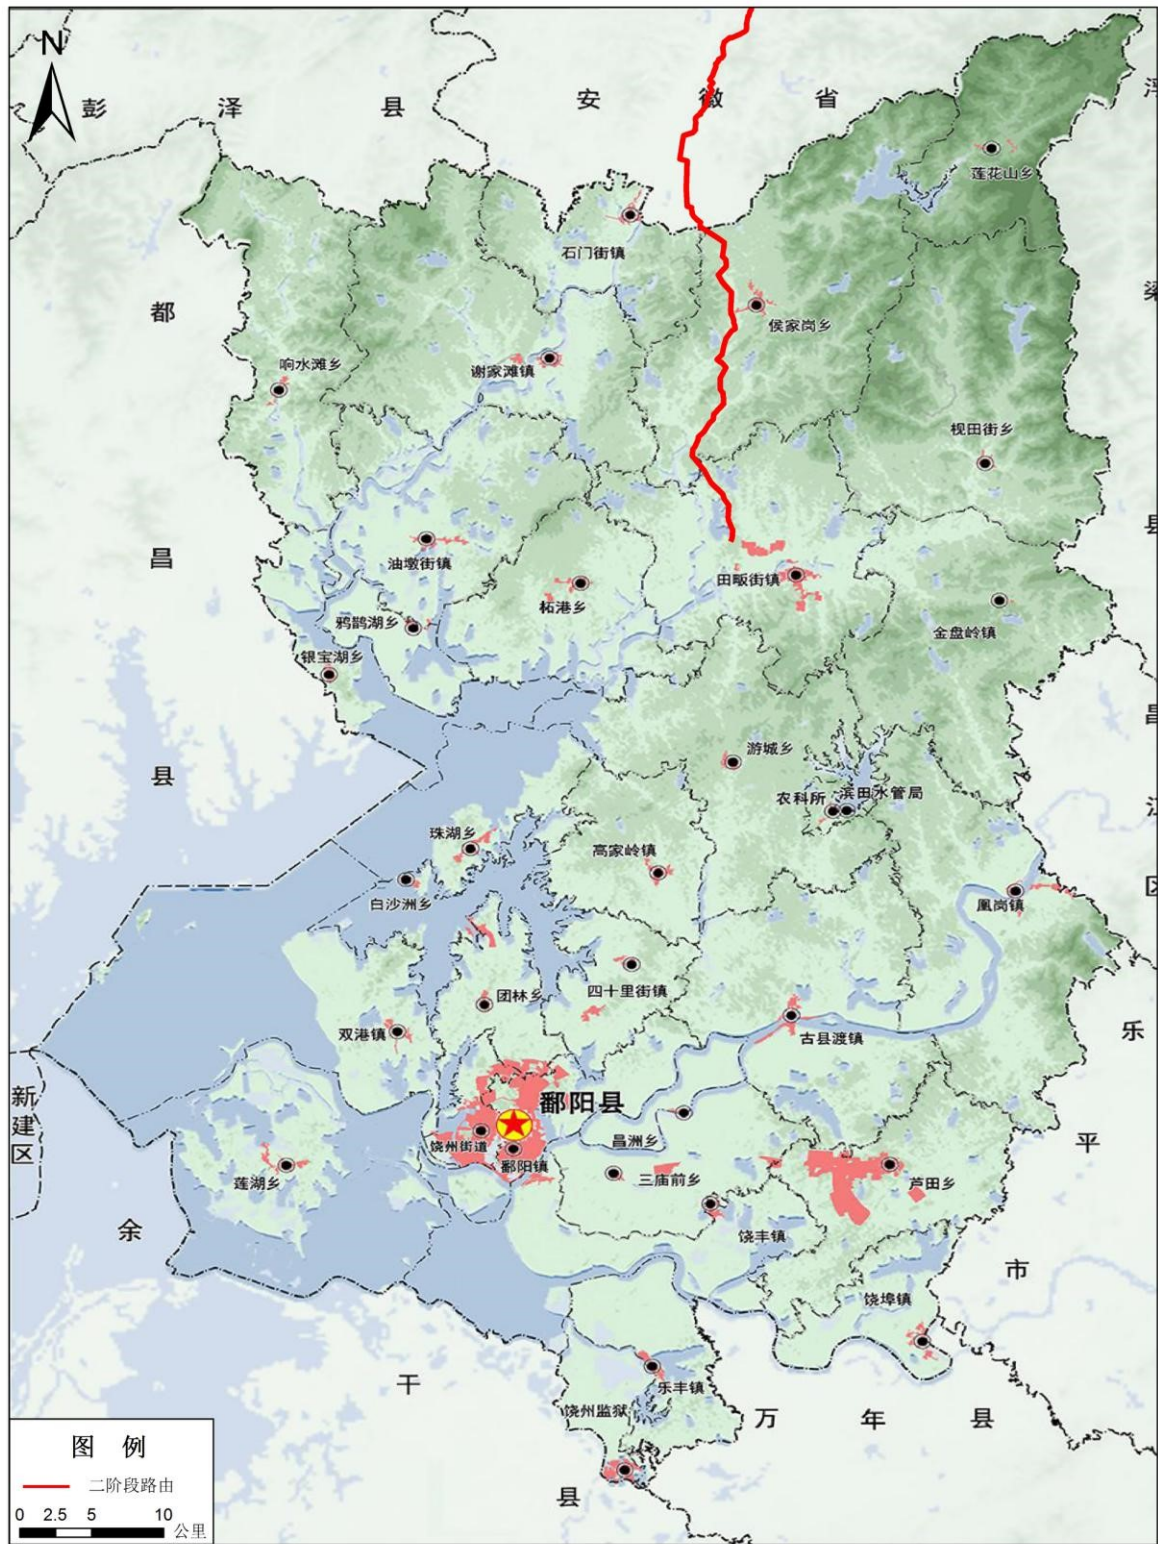 N
彭泽县
安徽省
浮梁县
莲花山乡
石门街镇
都昌县
侯家岗乡
响水滩乡
谢家滩镇
枧田街乡
油墩街镇
田畈街镇
柘港乡
金盘岭镇
鸦鹊湖乡
银宝湖乡
昌江区
游城乡
农科所
滨田水管局
珠湖乡
高家岭镇
白沙洲乡
凰岗镇
团林乡
四十里街镇
双港镇
古县渡镇
乐平市
新建区
鄱阳县
昌洲乡
饶州街道
鄱阳镇
三庙前乡
莲湖乡
芦田乡
余干县
饶丰镇
饶埠镇
乐丰镇
饶州监狱
万年县
图 例
二阶段路由
0 2.5 5 10
公里